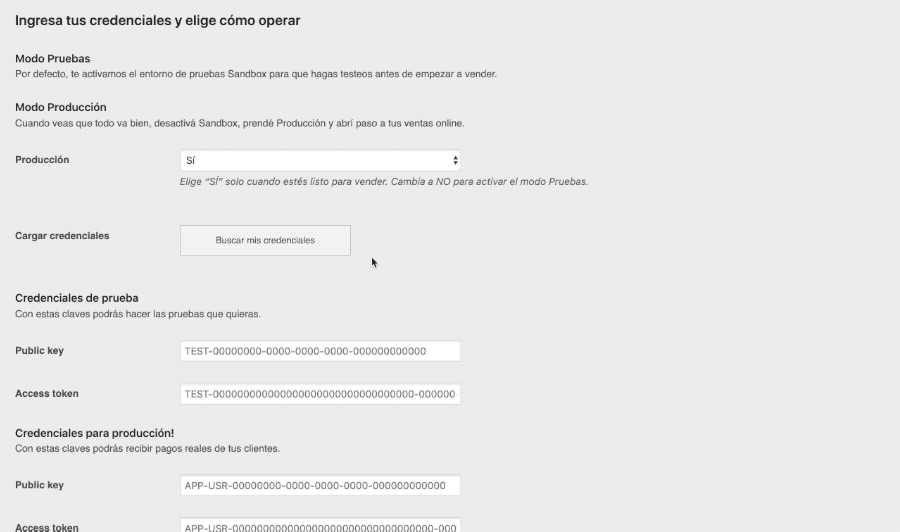 Ingresa tus credenciales y elige cómo operar
Modo Pruebas
Por defecto, te activamos el entorno de pruebas Sandbox para que hagas testeos antes de empezar a vender.
Modo Producción
Cuando veas que todo va bien, desactivá Sandbox, prendé Producción y abrí paso a tus ventas online.
Producción
Sí
Elige "SÍ" solo cuando estés listo para vender. Cambia a NO para activar el modo Pruebas.
Cargar credenciales
Buscar mis credenciales
Credenciales de prueba
Con estas claves podrás hacer las pruebas que quieras.
Public key
TEST-00000000-0000-0000-0000-000000000000
Access token
TEST-00000000000000000000000000000000-000000
Credenciales para producción!
Con estas claves podrás recibir pagos reales de tus clientes.
Public key
APP-USR-00000000-0000-0000-0000-000000000000
Access token
APP-USR-00000000000000000000000000000000-000